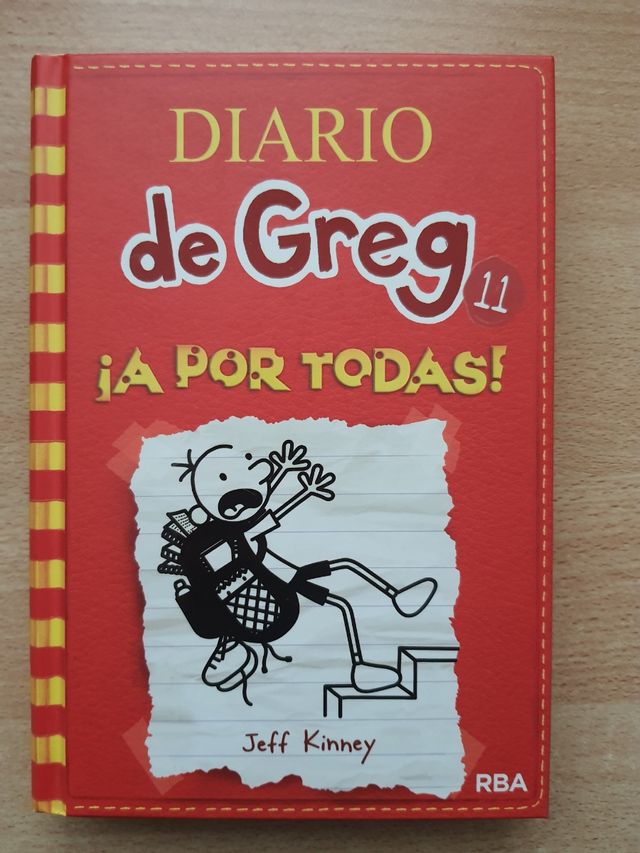 DIARIO
de Greg 11
¡A POR TODAS!
Jeff Kinney
RBA